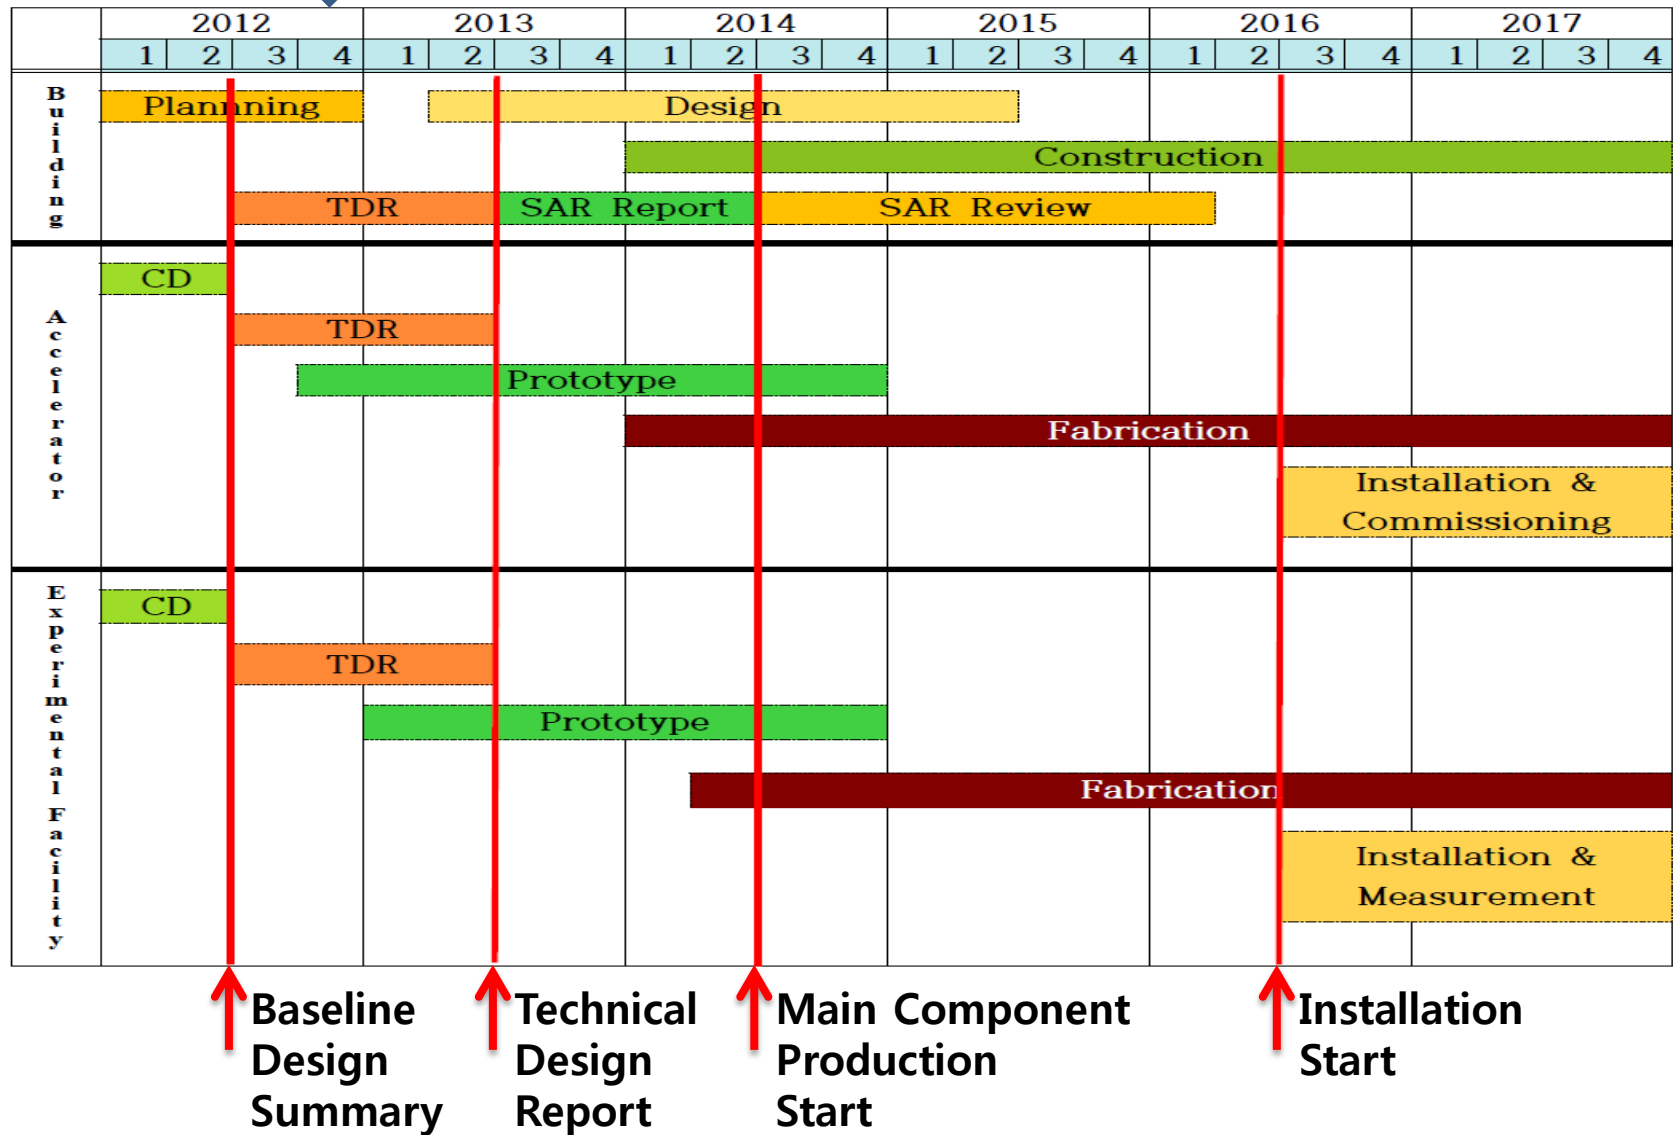 2012 2013 2014 2015 2016 2017
1 2 3 4 1 2 3 4 1 2 3 4 1 2 3 4 1 2 3 4 1 2 3 4
Building
Plannning Design
Construction
TDR SAR Report SAR Review
Accelerator
CD
TDR
Prototype
Fabrication
Installation &
Commissioning
Experimental Facility
CD
TDR
Prototype
Fabrication
Installation &
Measurement
Baseline
Design
Summary
Technical
Design
Report
Main Component
Production
Start
Installation
Start